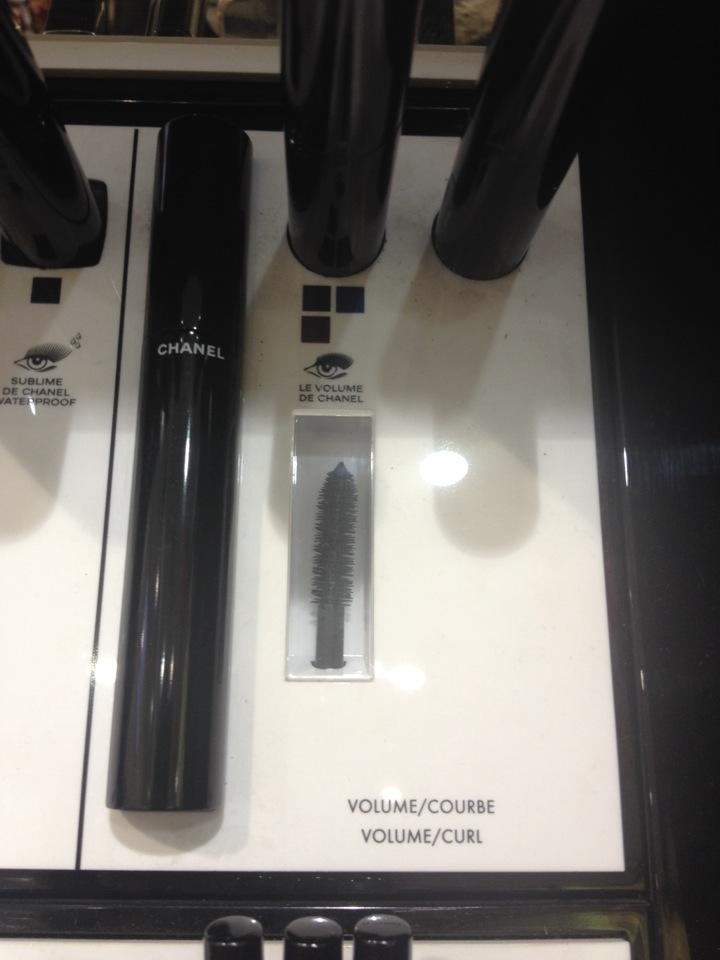 CHANEL
SUBLIME
DE CHANEL
WATERPROOF
LE VOLUME
DE CHANEL
VOLUME/COURBE
VOLUME/CURL